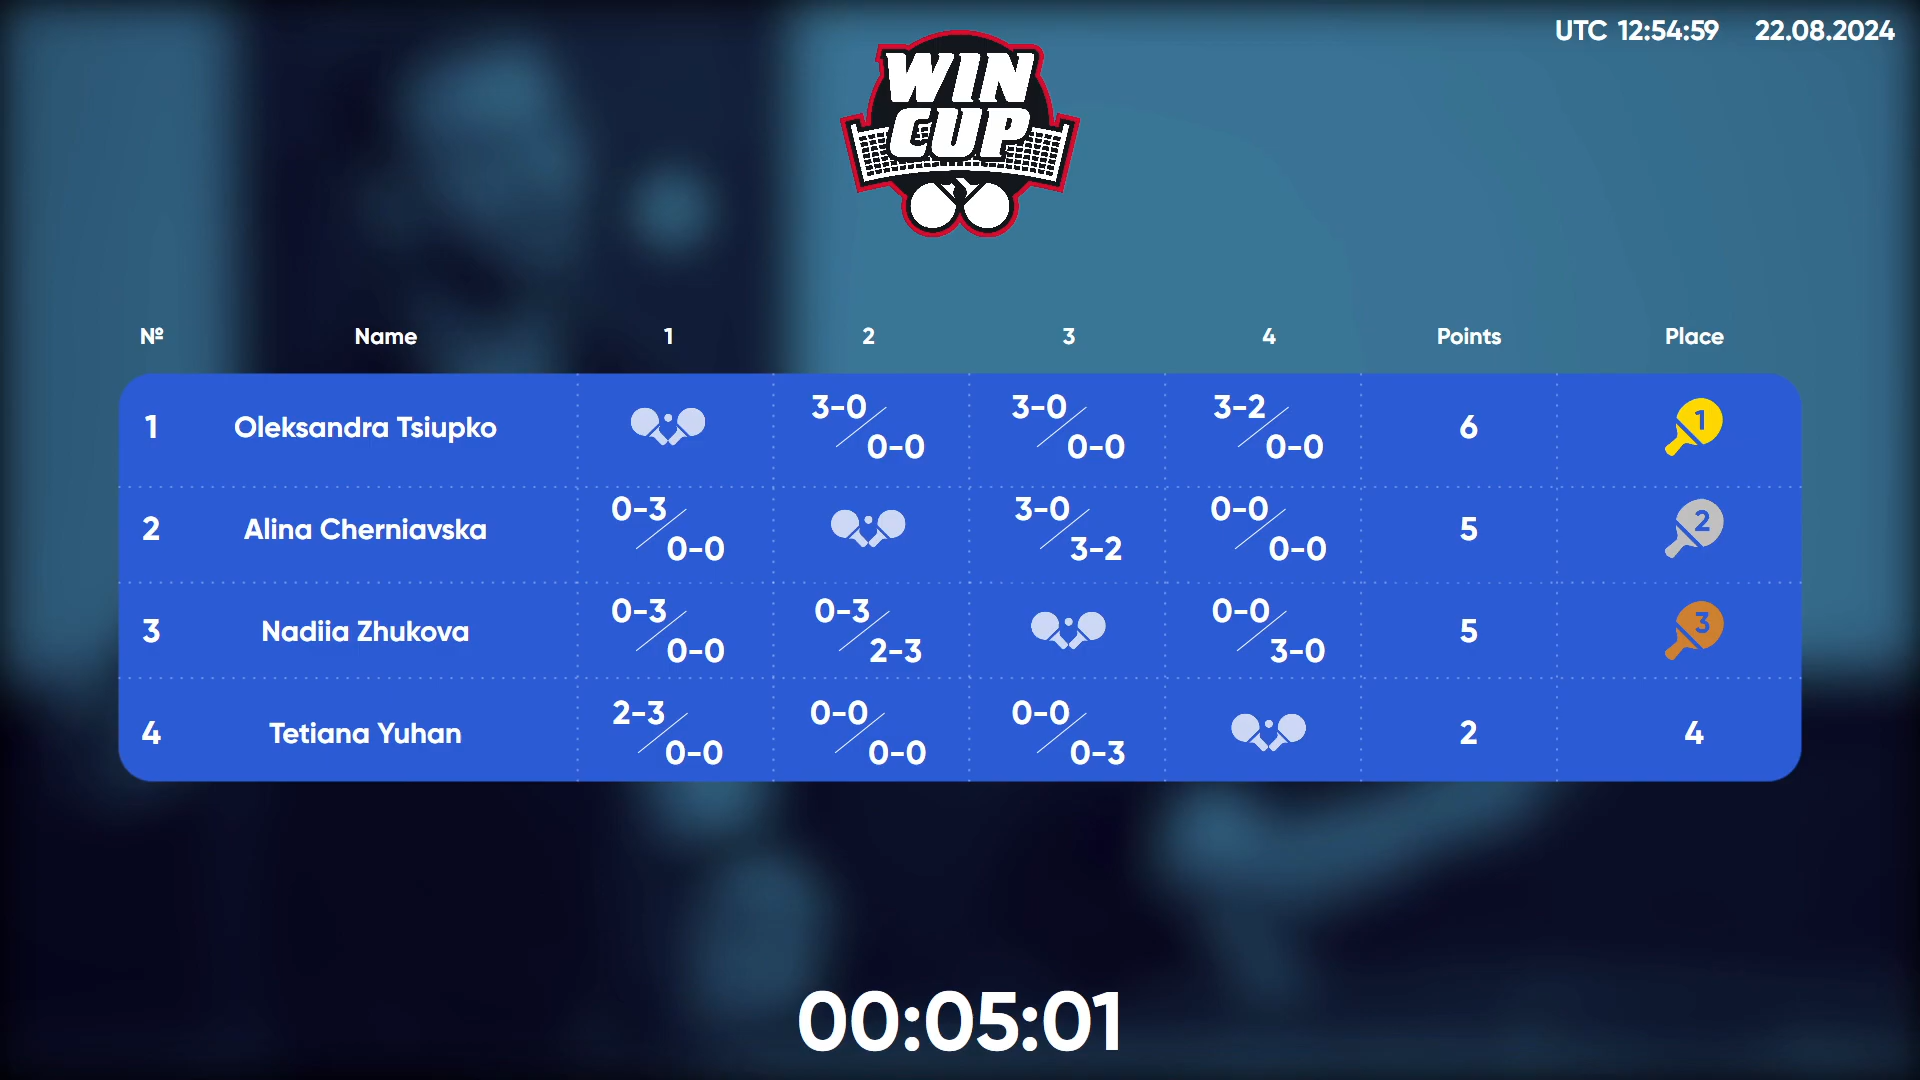 UTC 12:54:59 22.08.2024
WIN
CUP
№ Name 1 2 3 4 Points Place
1 Oleksandra Tsiupko 3-0 0-0 3-0 0-0 3-2 0-0 6 1
2 Alina Cherniavska 0-3 0-0 3-0 3-2 0-0 0-0 5 2
3 Nadiia Zhukova 0-3 0-0 0-3 2-3 0-0 3-0 5 3
4 Tetiana Yuhan 2-3 0-0 0-0 0-0 0-0 0-3 2 4
00:05:01